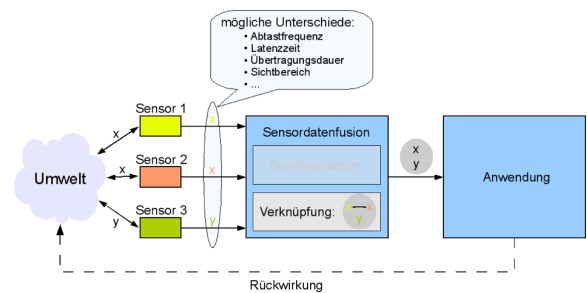 mögliche Unterschiede:
• Abtastfrequenz
• Latenzzeit
• Übertragungsdauer
• Sichtbereich
• ...
Sensor 1
x
x
Sensordatenfusion
Synchronisation
Sensor 2
x
x
Umwelt
x
y
Anwendung
Sensor 3
y
y
Verknüpfung:
x
x
y
Rückwirkung